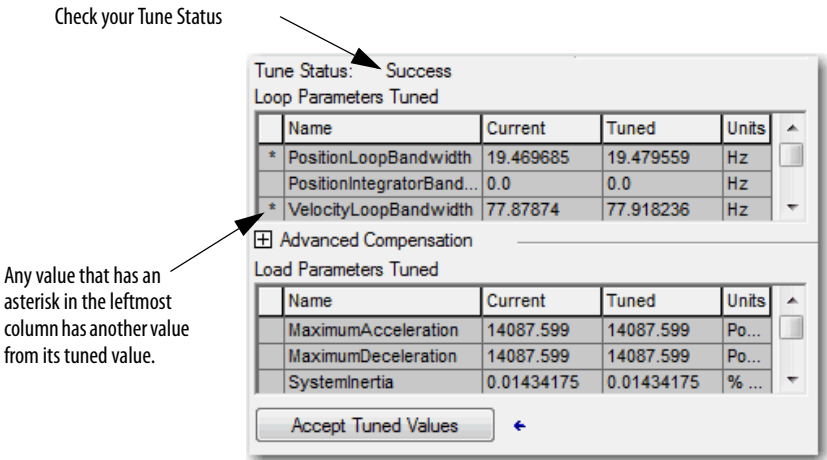 Check your Tune Status
Tune Status: Success
Loop Parameters Tuned
Name Current Tuned Units
* PositionLoopBandwidth 19.469685 19.479559 Hz
PositionIntegratorBand... 0.0 0.0 Hz
* VelocityLoopBandwidth 77.87874 77.918236 Hz
Advanced Compensation
Any value that has an
asterisk in the leftmost
column has another value
from its tuned value.
Load Parameters Tuned
Name Current Tuned Units
MaximumAcceleration 14087.599 14087.599 Po...
MaximumDeceleration 14087.599 14087.599 Po...
SystemInertia 0.01434175 0.01434175 % ...
Accept Tuned Values